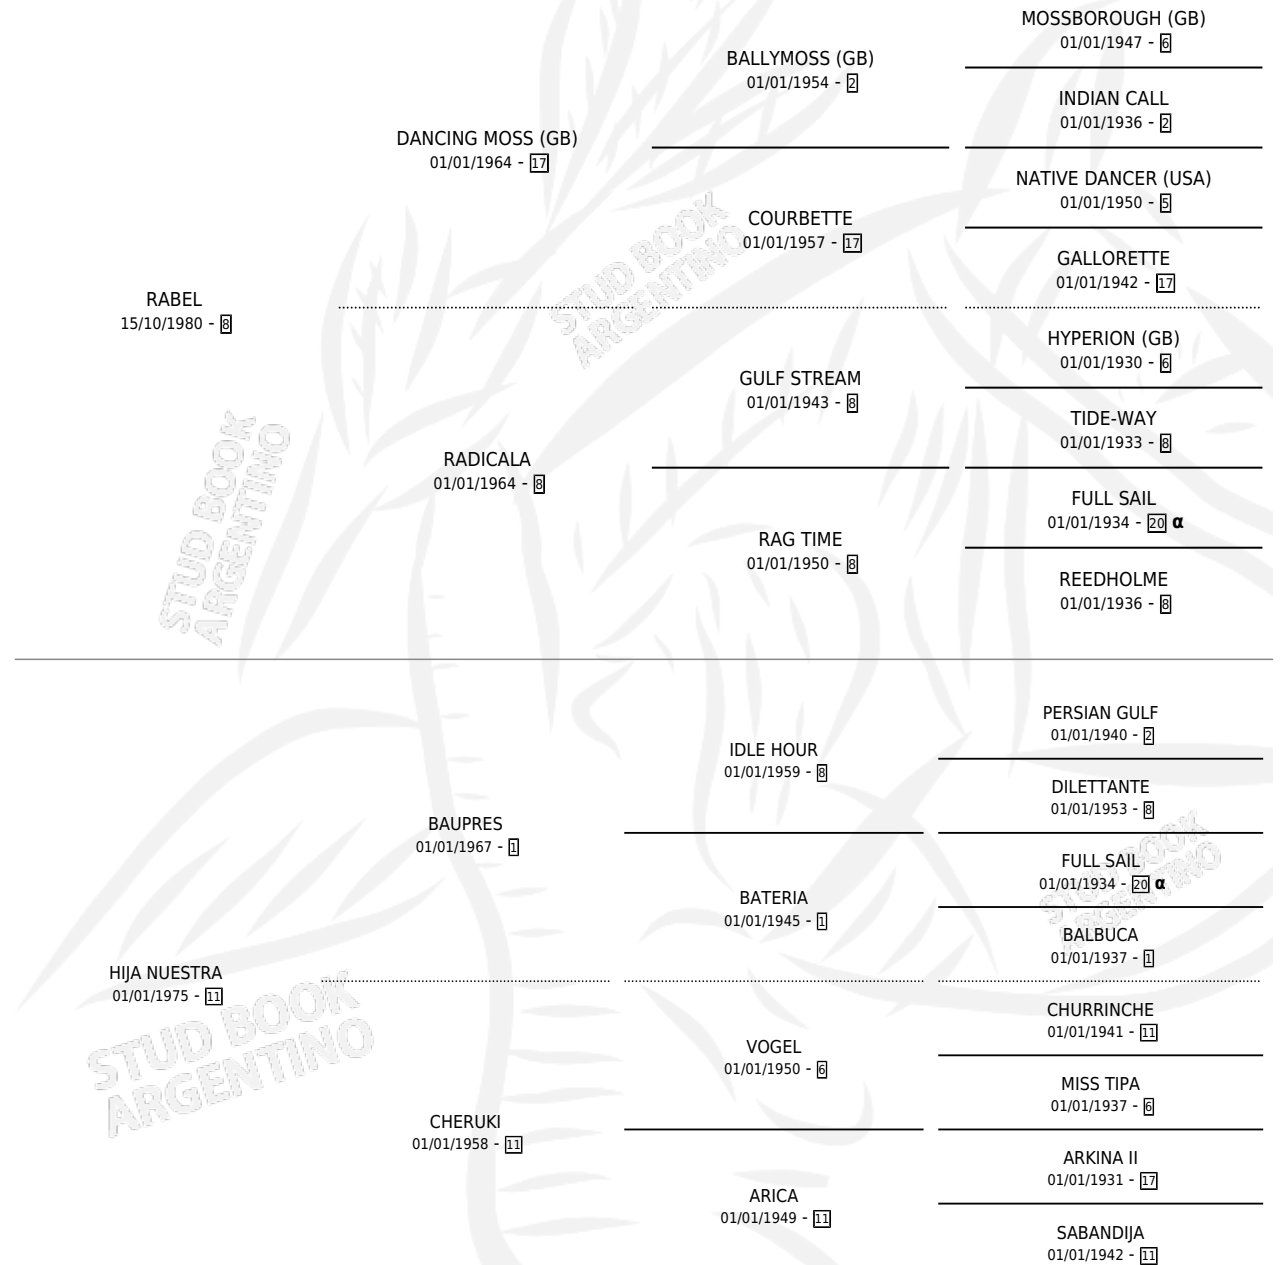 MOSSBOROUGH (GB)
01/01/1947 - 6
BALLYMOSS (GB)
01/01/1954 - 2
INDIAN CALL
01/01/1936 - 2
DANCING MOSS (GB)
01/01/1964 - 17
NATIVE DANCER (USA)
01/01/1950 - 5
COURBETTE
01/01/1957 - 17
GALLORETTE
01/01/1942 - 17
STUD BOOK
ARGENTINO
RABEL
15/10/1980 - 8
HYPERION (GB)
01/01/1930 - 6
GULF STREAM
01/01/1943 - 8
TIDE-WAY
01/01/1933 - 8
RADICALA
01/01/1964 - 8
FULL SAIL
01/01/1934 - 20 α
RAG TIME
01/01/1950 - 8
REEDHOLME
01/01/1936 - 8
STUD BOOK
ARGENTINO
PERSIAN GULF
01/01/1940 - 2
IDLE HOUR
01/01/1959 - 8
DILETTANTE
01/01/1953 - 8
BAUPRES
01/01/1967 - 1
FULL SAIL
01/01/1934 - 20 α
STUD BOOK
ARGENTINO
BATERIA
01/01/1945 - 1
BALBUCA
01/01/1937 - 1
HIJA NUESTRA
01/01/1975 - 11
STUD BOOK
ARGENTINO
CHURRINCHE
01/01/1941 - 11
VOGEL
01/01/1950 - 6
MISS TIPA
01/01/1937 - 6
CHERUKI
01/01/1958 - 11
ARKINA II
01/01/1931 - 17
ARICA
01/01/1949 - 11
SABANDIJA
01/01/1942 - 11